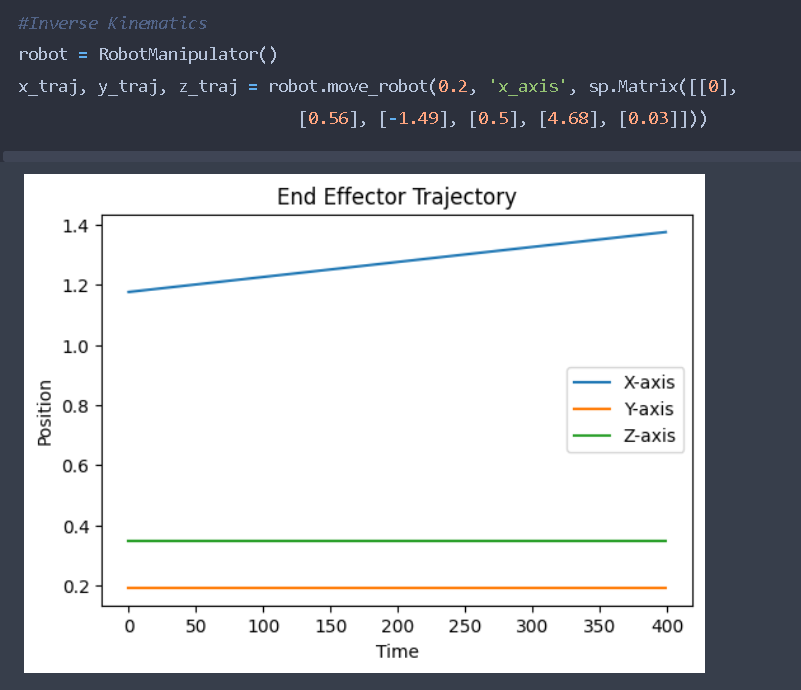 #Inverse Kinematics
robot = RobotManipulator()
x_traj, y_traj, z_traj = robot.move_robot(0.2, 'x_axis', sp.Matrix([[0],
[0.56], [-1.49], [0.5], [4.68], [0.03]]))
End Effector Trajectory
1.4
1.2
1.0
0.8
0.6
0.4
0.2
Position
X-axis
Y-axis
Z-axis
0 50 100 150 200 250 300 350 400
Time